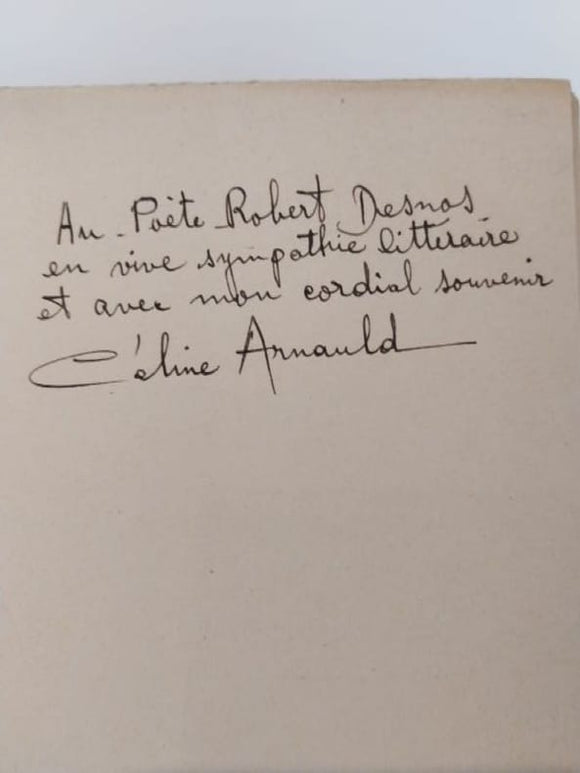 Au Poète Robert Desnos
en vive sympathie littéraire
et avec mon cordial souvenir
Céline Arnauld